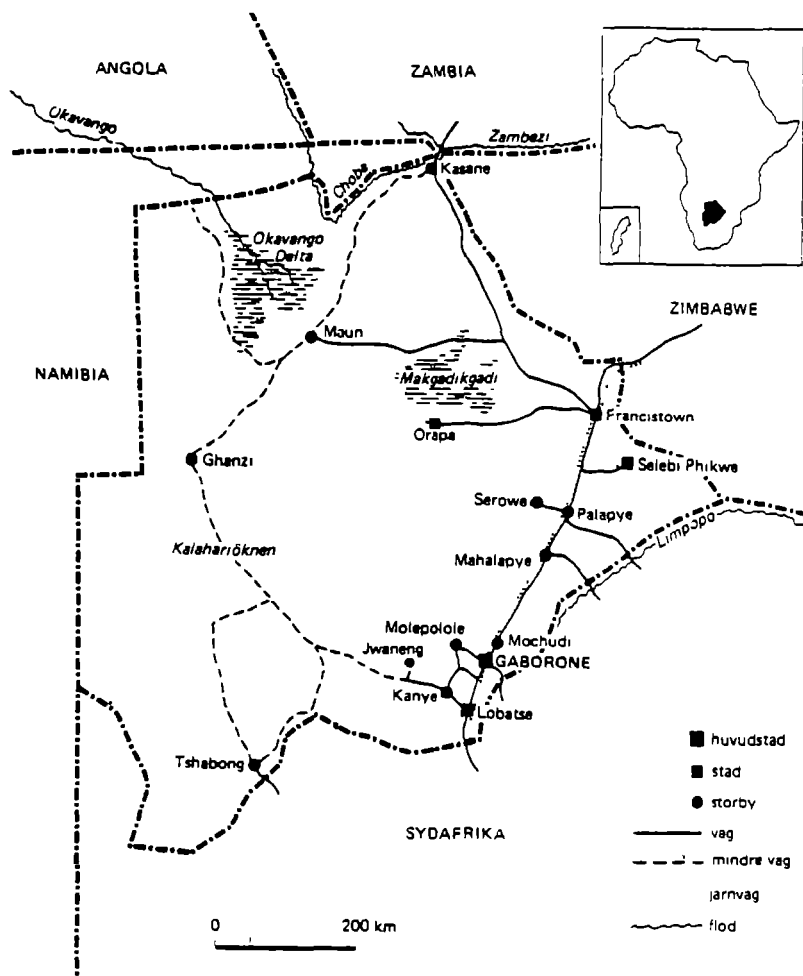 ANGOLA
ZAMBIA
Okavango
Zambezi
Chobe
Kasane
Okavango
Delta
ZIMBABWE
Maun
NAMIBIA
Makgadikgadi
Francistown
Orapa
Ghanzi
Selebi Phikwe
Serowe
Palapye
Limpopo
Kalahariöknen
Mahalapye
Molepolole
Mochudi
Jwaneng
GABORONE
Kanye
Lobatse
Tshabong
SYDAFRIKA
huvudstad
stad
storby
vag
mindre vag
jarnvag
flod
0 200 km